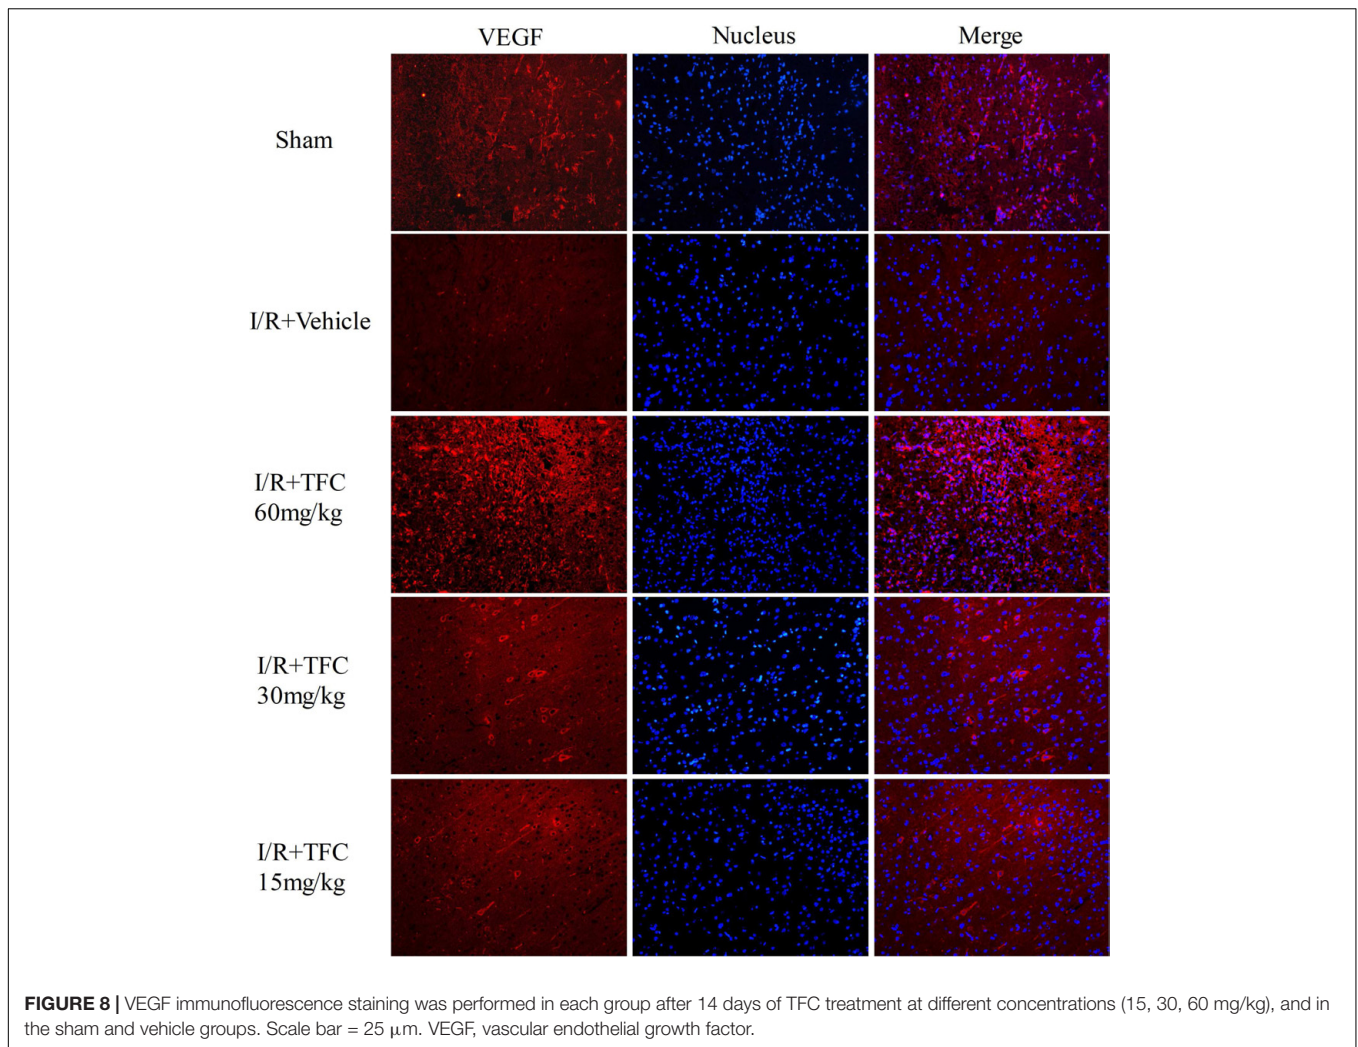 VEGF Nucleus Merge
Sham
I/R+Vehicle
I/R+TFC
60mg/kg
I/R+TFC
30mg/kg
I/R+TFC
15mg/kg
FIGURE 8 | VEGF immunofluorescence staining was performed in each group after 14 days of TFC treatment at different concentrations (15, 30, 60 mg/kg), and in
the sham and vehicle groups. Scale bar = 25 μm. VEGF, vascular endothelial growth factor.